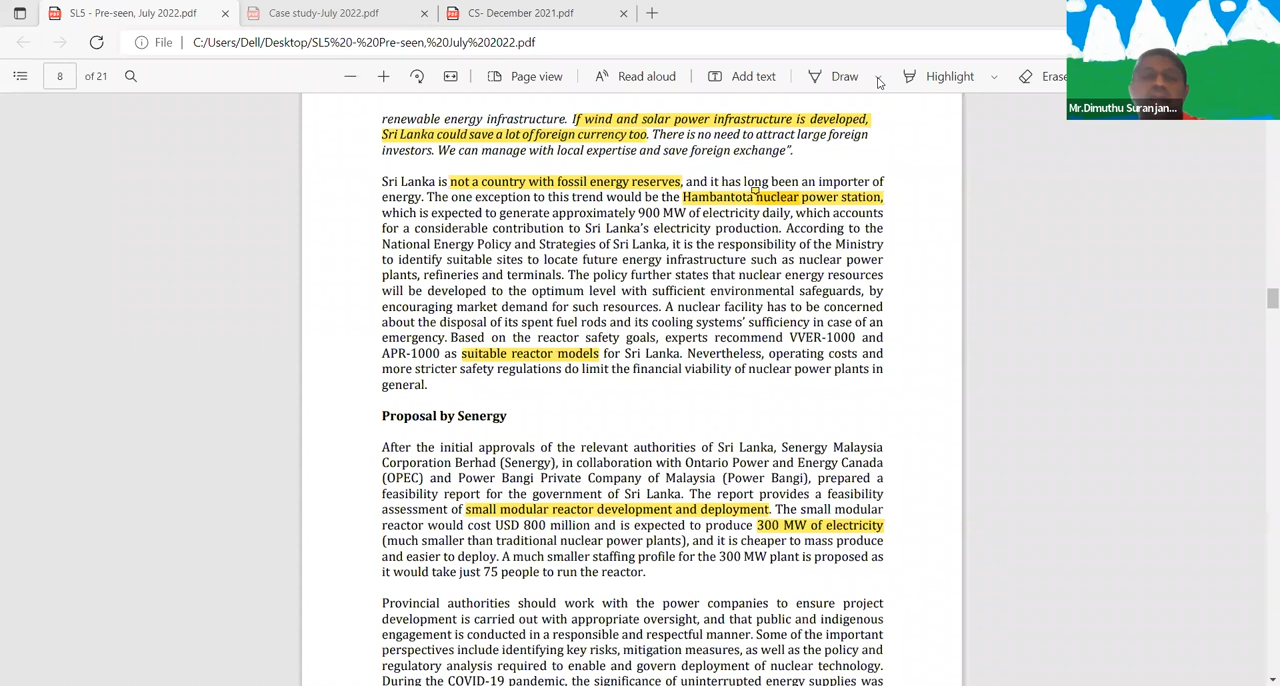 SL5 - Pre-seen, July 2022.pdf
Case study-July 2022.pdf
CS- December 2021.pdf
File
C:/Users/Dell/Desktop/SL5%20-%20Pre-seen,%20July%202022.pdf
8 of 21
Page view
Read aloud
Add text
Draw
Highlight
Erase
Mr.Dimuthu Suranjan...
renewable energy infrastructure. If wind and solar power infrastructure is developed,
Sri Lanka could save a lot of foreign currency too. There is no need to attract large foreign
investors. We can manage with local expertise and save foreign exchange”.
Sri Lanka is not a country with fossil energy reserves, and it has long been an importer of
energy. The one exception to this trend would be the Hambantota nuclear power station,
which is expected to generate approximately 900 MW of electricity daily, which accounts
for a considerable contribution to Sri Lanka’s electricity production. According to the
National Energy Policy and Strategies of Sri Lanka, it is the responsibility of the Ministry
to identify suitable sites to locate future energy infrastructure such as nuclear power
plants, refineries and terminals. The policy further states that nuclear energy resources
will be developed to the optimum level with sufficient environmental safeguards, by
encouraging market demand for such resources. A nuclear facility has to be concerned
about the disposal of its spent fuel rods and its cooling systems’ sufficiency in case of an
emergency. Based on the reactor safety goals, experts recommend VVER-1000 and
APR-1000 as suitable reactor models for Sri Lanka. Nevertheless, operating costs and
more stricter safety regulations do limit the financial viability of nuclear power plants in
general.
Proposal by Senergy
After the initial approvals of the relevant authorities of Sri Lanka, Senergy Malaysia
Corporation Berhad (Senergy), in collaboration with Ontario Power and Energy Canada
(OPEC) and Power Bangi Private Company of Malaysia (Power Bangi), prepared a
feasibility report for the government of Sri Lanka. The report provides a feasibility
assessment of small modular reactor development and deployment. The small modular
reactor would cost USD 800 million and is expected to produce 300 MW of electricity
(much smaller than traditional nuclear power plants), and it is cheaper to mass produce
and easier to deploy. A much smaller staffing profile for the 300 MW plant is proposed as
it would take just 75 people to run the reactor.
Provincial authorities should work with the power companies to ensure project
development is carried out with appropriate oversight, and that public and indigenous
engagement is conducted in a responsible and respectful manner. Some of the important
perspectives include identifying key risks, mitigation measures, as well as the policy and
regulatory analysis required to enable and govern deployment of nuclear technology.
During the COVID-19 pandemic, the significance of uninterrupted energy supplies was